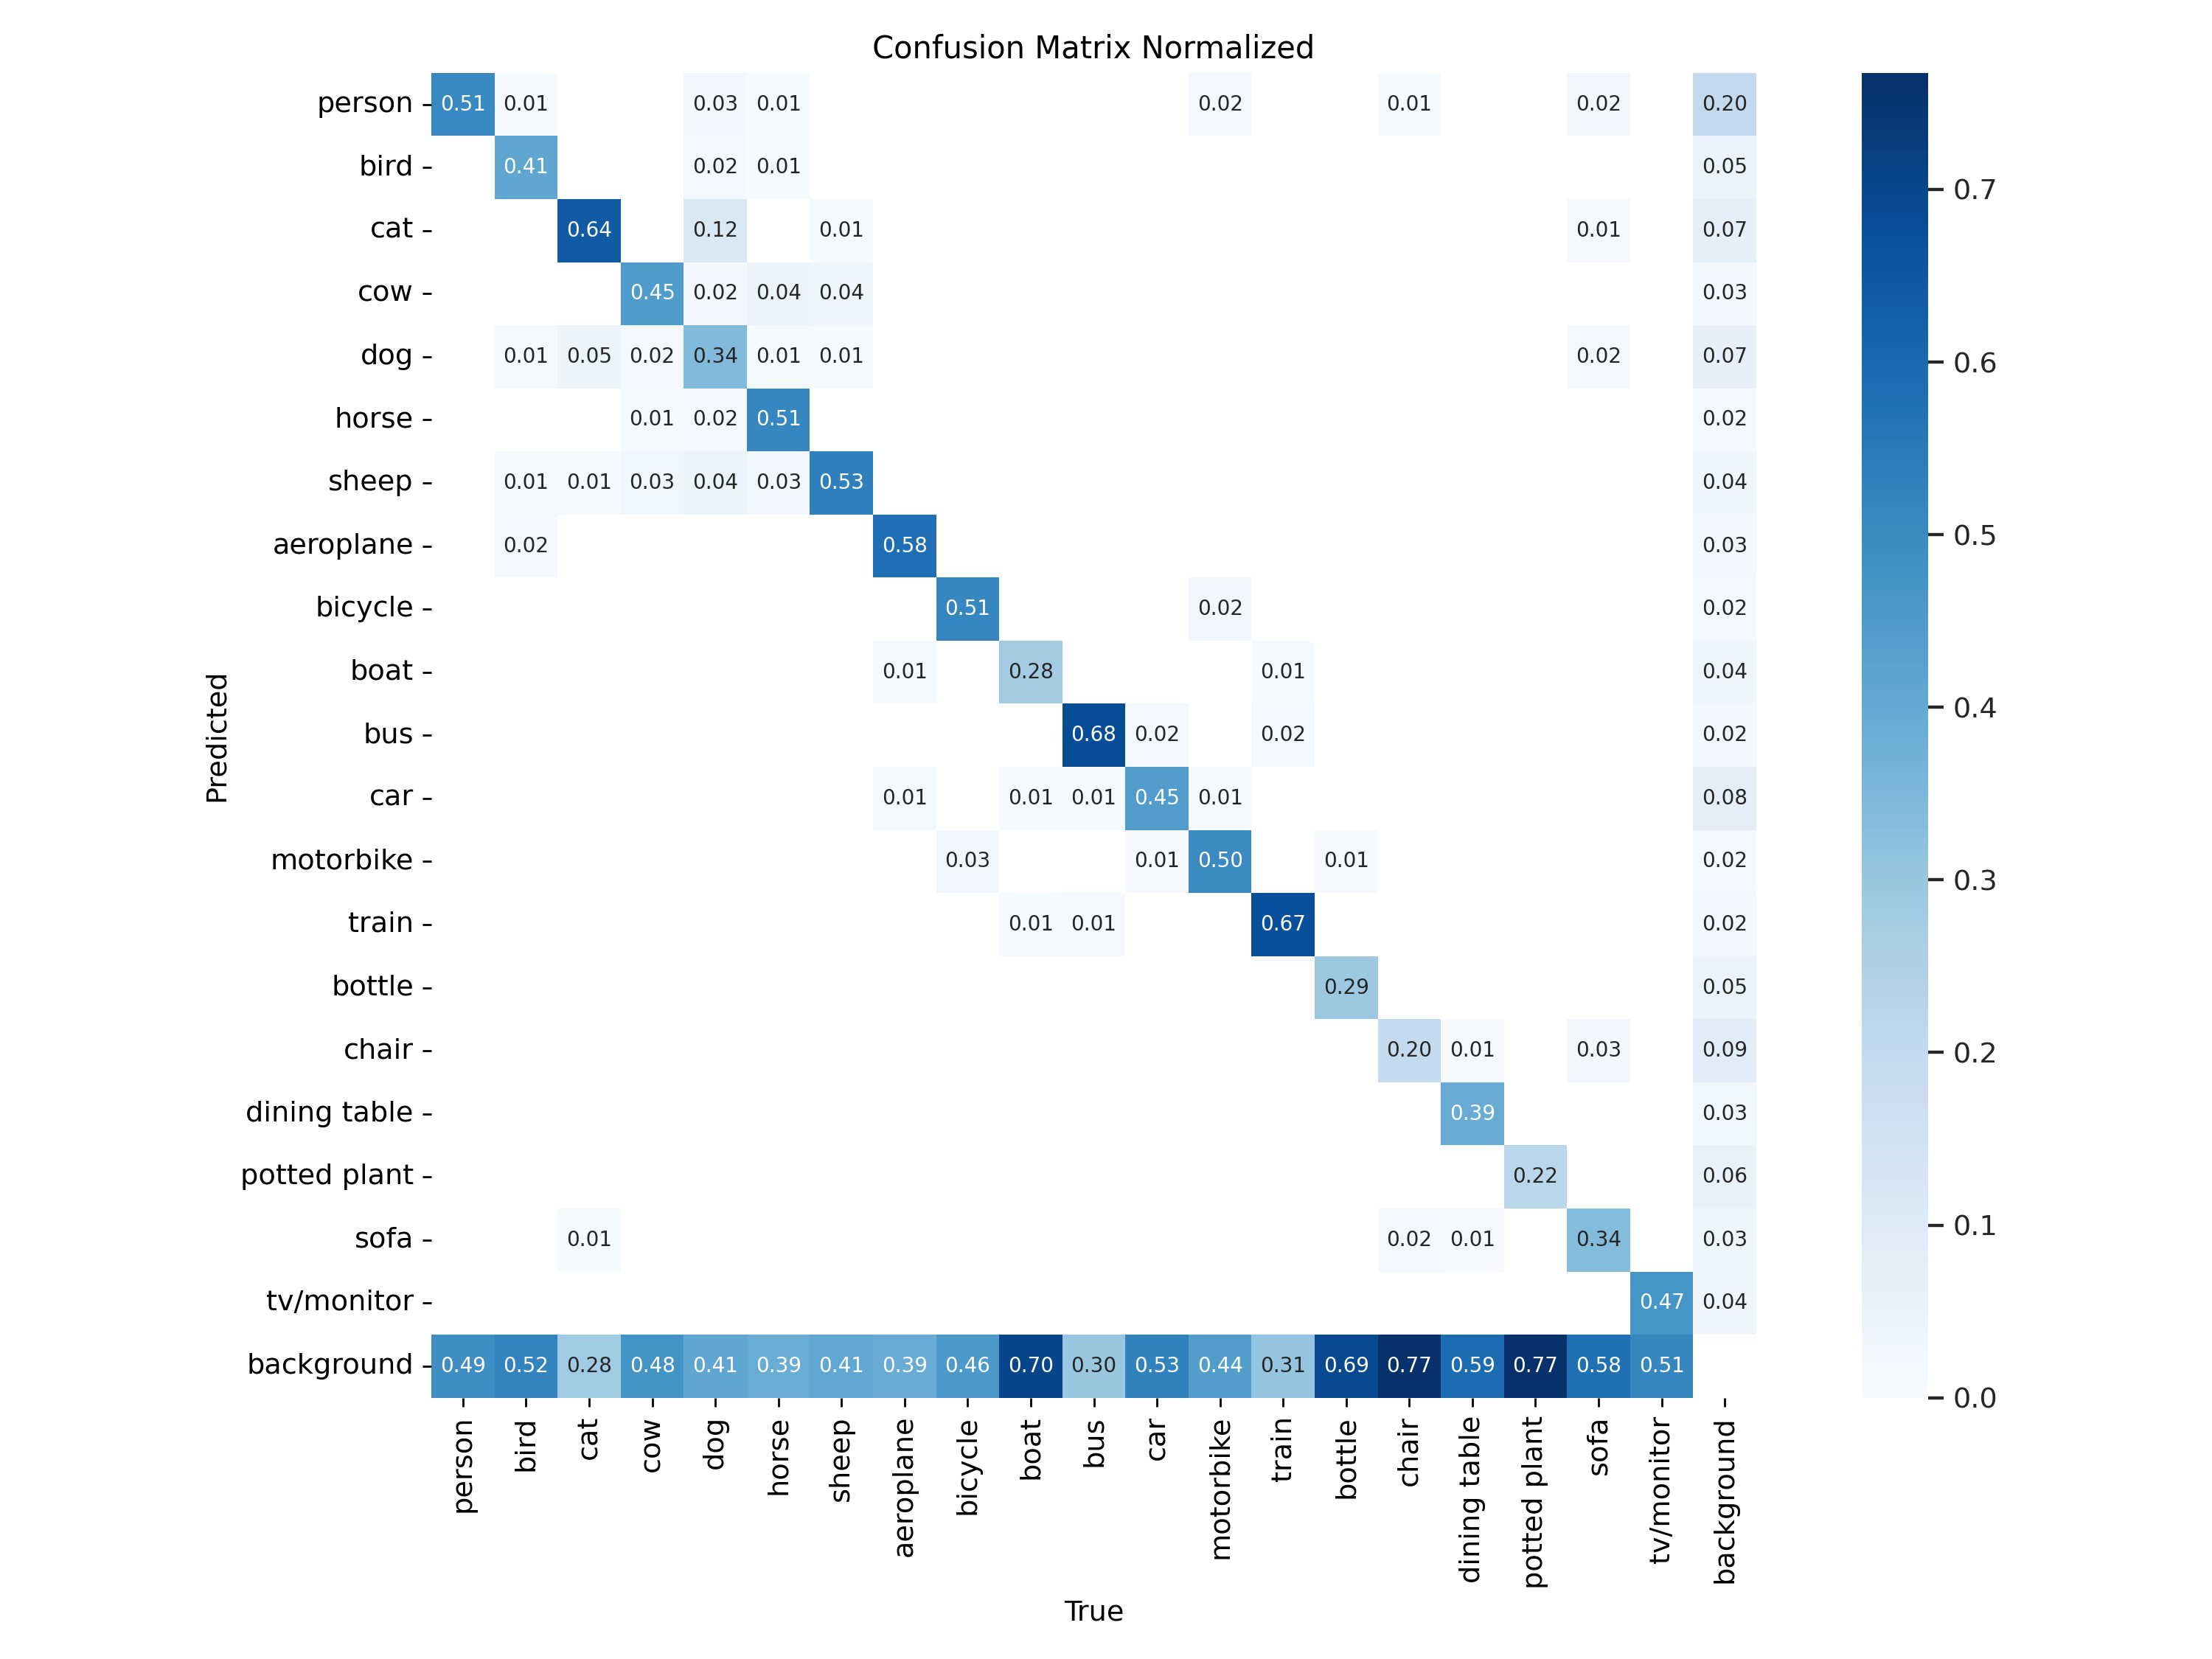 Confusion Matrix Normalized
person 0.51 0.01 0.03 0.01 0.02 0.01 0.02 0.20
bird 0.41 0.02 0.01 0.05
cat 0.64 0.12 0.01 0.01 0.07
cow 0.45 0.02 0.04 0.04 0.03
dog 0.01 0.05 0.02 0.34 0.01 0.01 0.02 0.07
horse 0.01 0.02 0.51 0.02
sheep 0.01 0.01 0.03 0.04 0.03 0.53 0.04
aeroplane 0.02 0.58 0.03
bicycle 0.51 0.02 0.02
boat 0.01 0.28 0.01 0.04
bus 0.68 0.02 0.02 0.02
car 0.01 0.01 0.01 0.45 0.01 0.08
motorbike 0.03 0.01 0.50 0.01 0.02
train 0.01 0.01 0.67 0.02
bottle 0.29 0.05
chair 0.20 0.01 0.03 0.09
dining table 0.39 0.03
potted plant 0.22 0.06
sofa 0.01 0.02 0.01 0.34 0.03
tv/monitor 0.47 0.04
background 0.49 0.52 0.28 0.48 0.41 0.39 0.41 0.39 0.46 0.70 0.30 0.53 0.44 0.31 0.69 0.77 0.59 0.77 0.58 0.51
person bird cat cow dog horse sheep aeroplane bicycle boat bus car motorbike train bottle chair dining table potted plant sofa tv/monitor background
True
Predicted
0.7
0.6
0.5
0.4
0.3
0.2
0.1
0.0